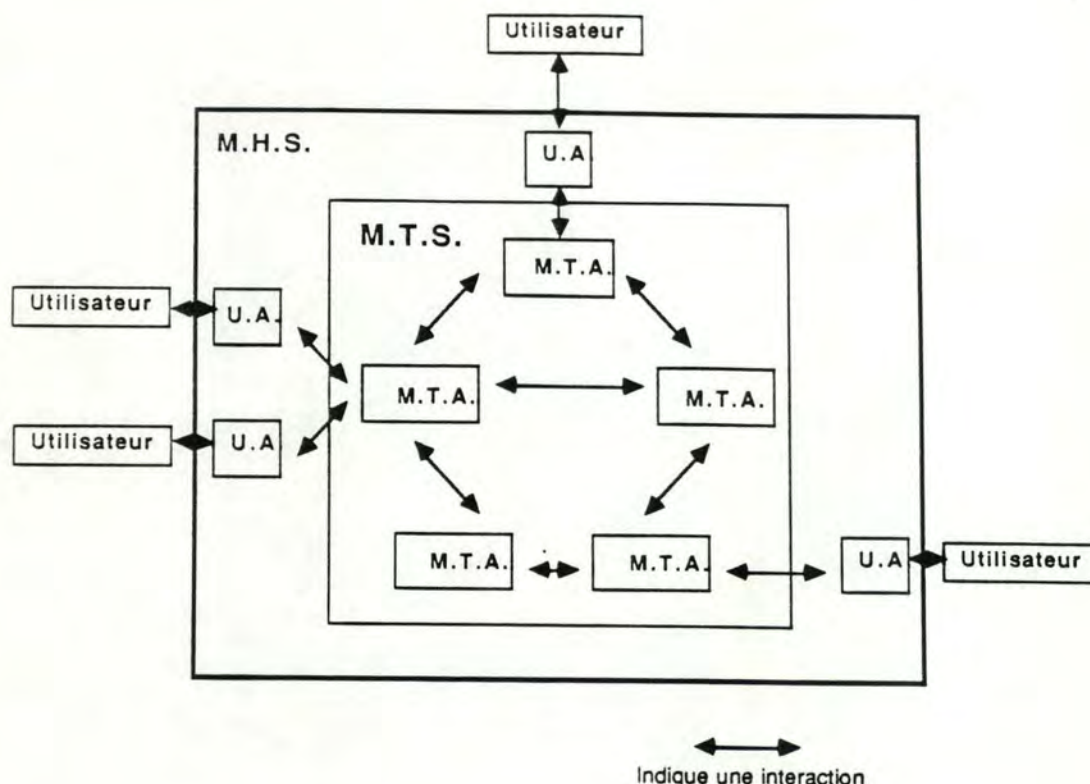 Utilisateur
M.H.S.
U.A
M.T.S.
M.T.A.
Utilisateur
U.A.
M.T.A.
M.T.A.
Utilisateur
U.A
M.T.A.
M.T.A.
U.A
Utilisateur
Indique une interaction